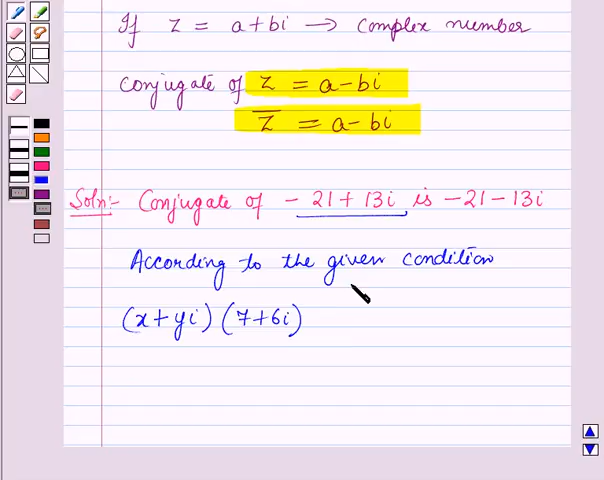 If z = a+bi → complex number
Conjugate of z = a-bi
z̅ = a-bi
Soln:- Conjugate of -21+13i is -21-13i
According to the given condition
(x+yi)(7+6i)